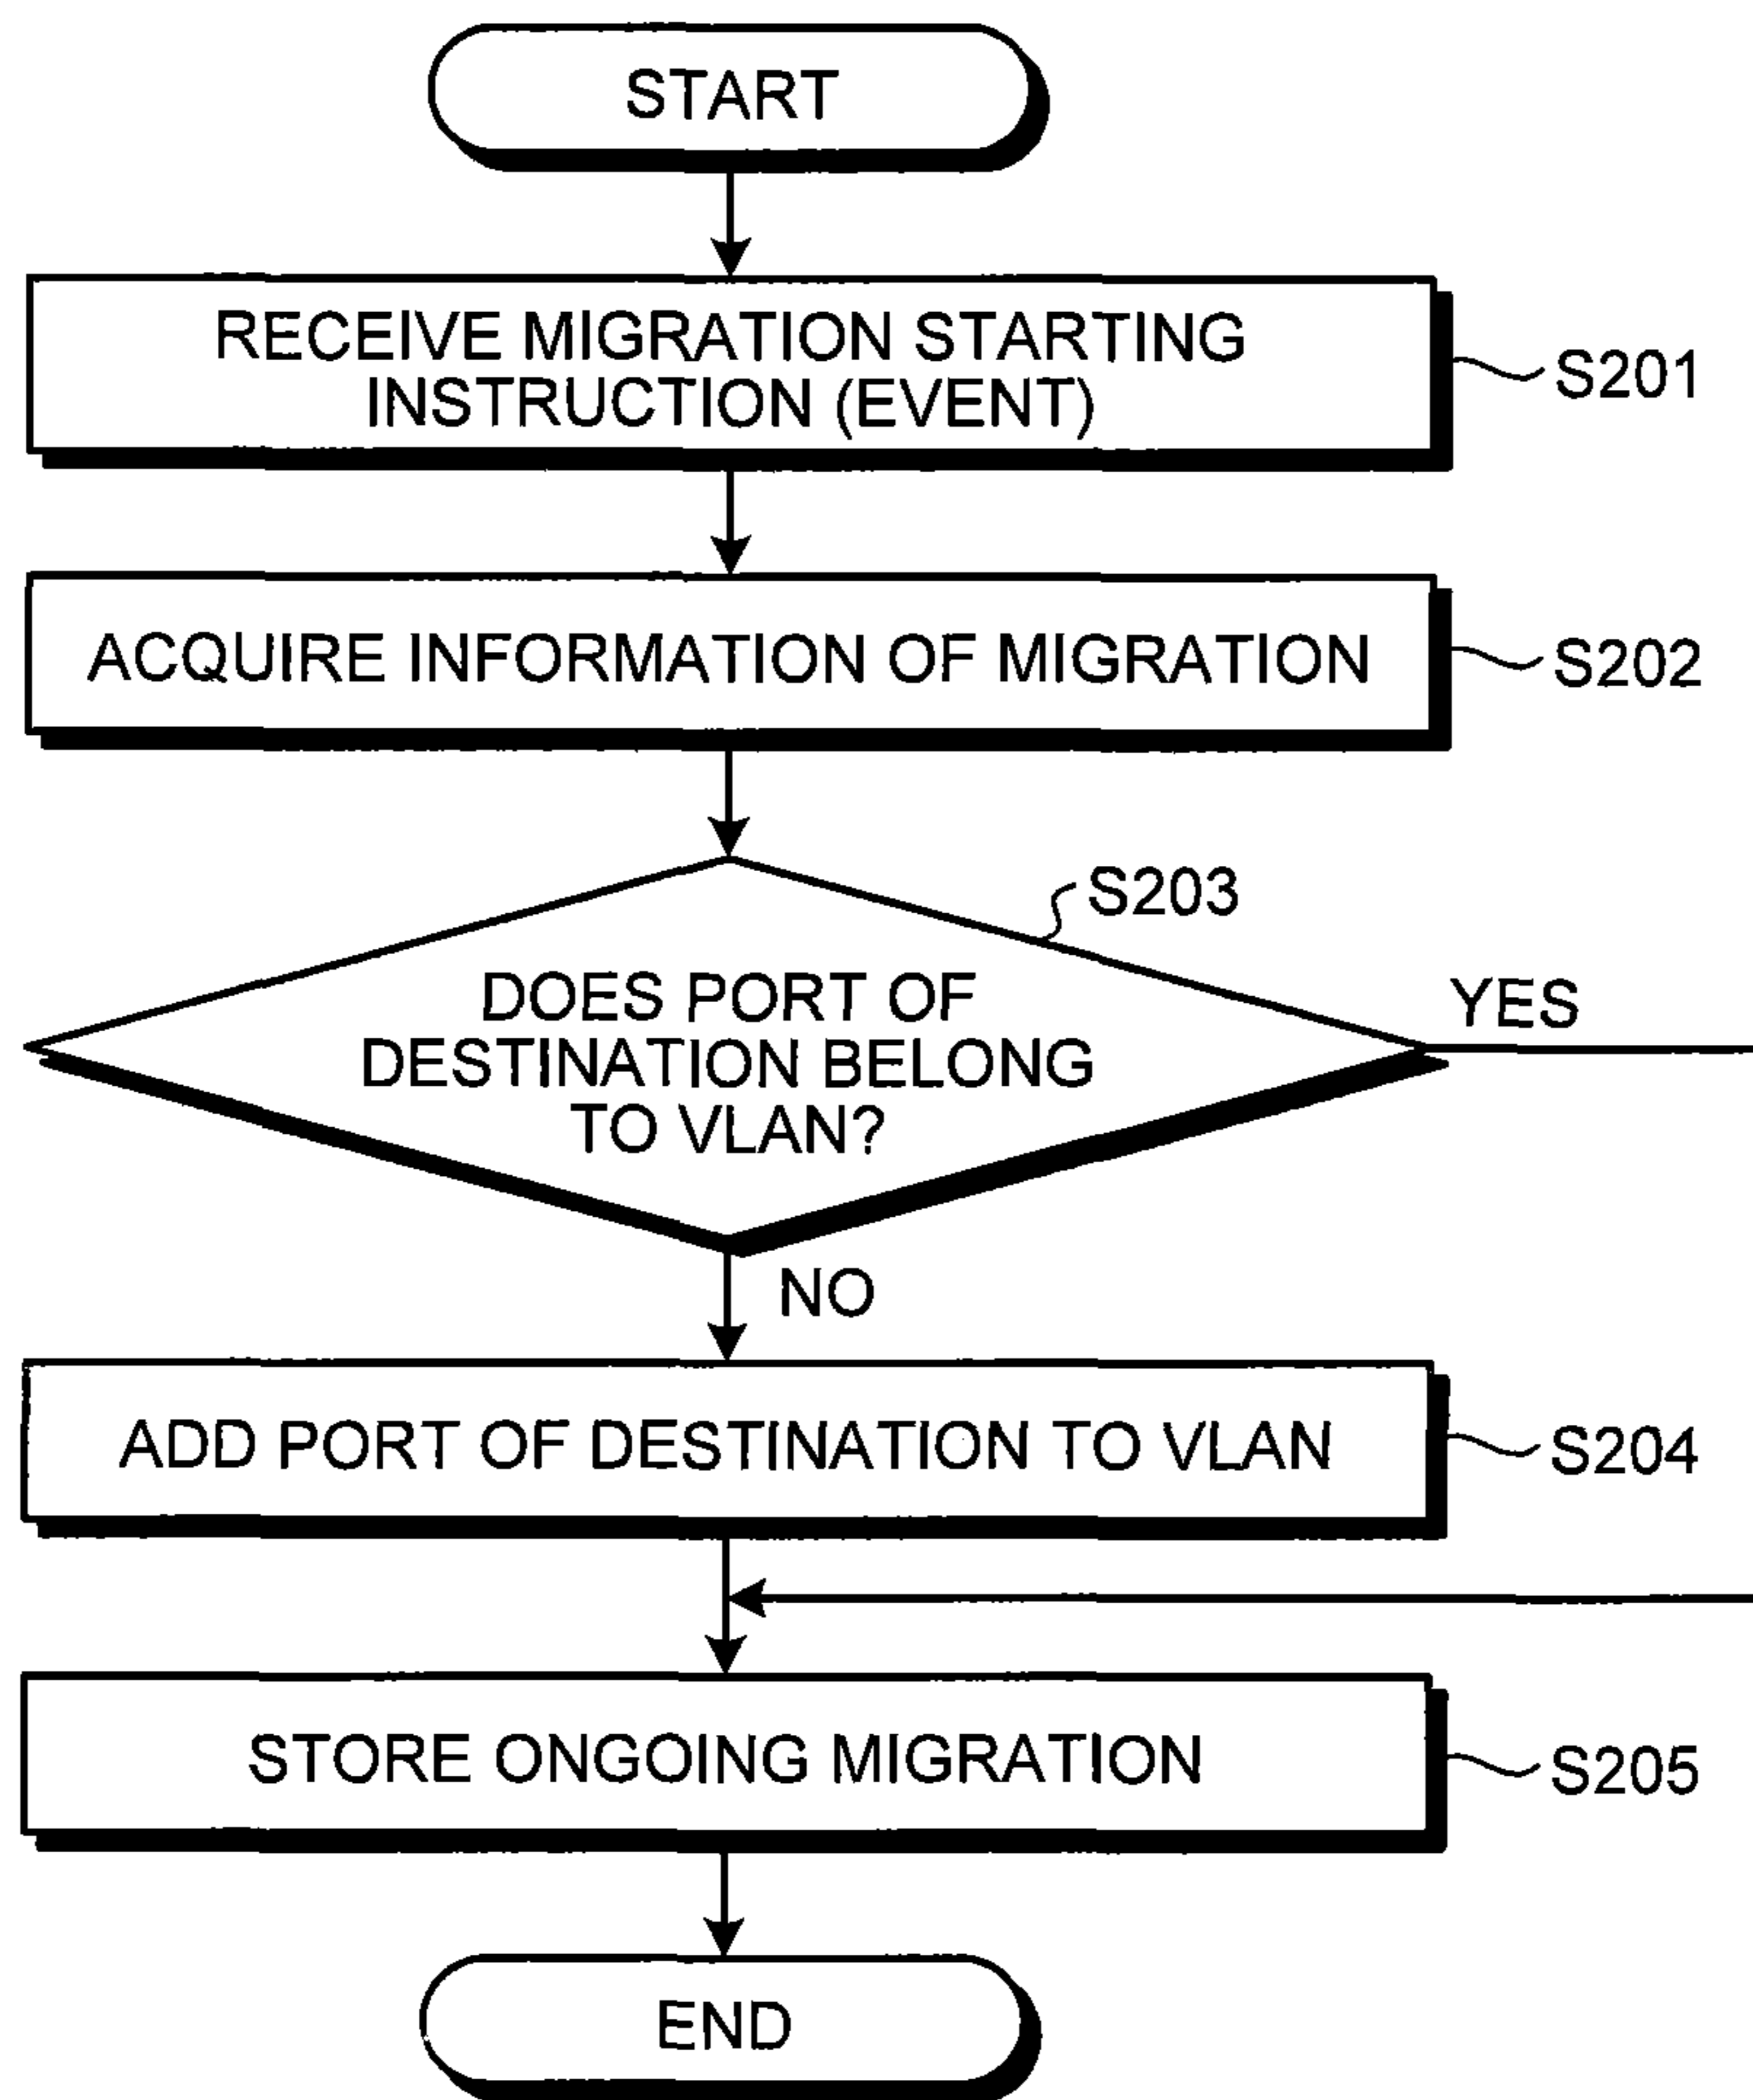 START
RECEIVE MIGRATION STARTING
INSTRUCTION (EVENT)
S201
ACQUIRE INFORMATION OF MIGRATION
S202
S203
DOES PORT OF
DESTINATION BELONG
TO VLAN?
YES
NO
ADD PORT OF DESTINATION TO VLAN
S204
STORE ONGOING MIGRATION
S205
END